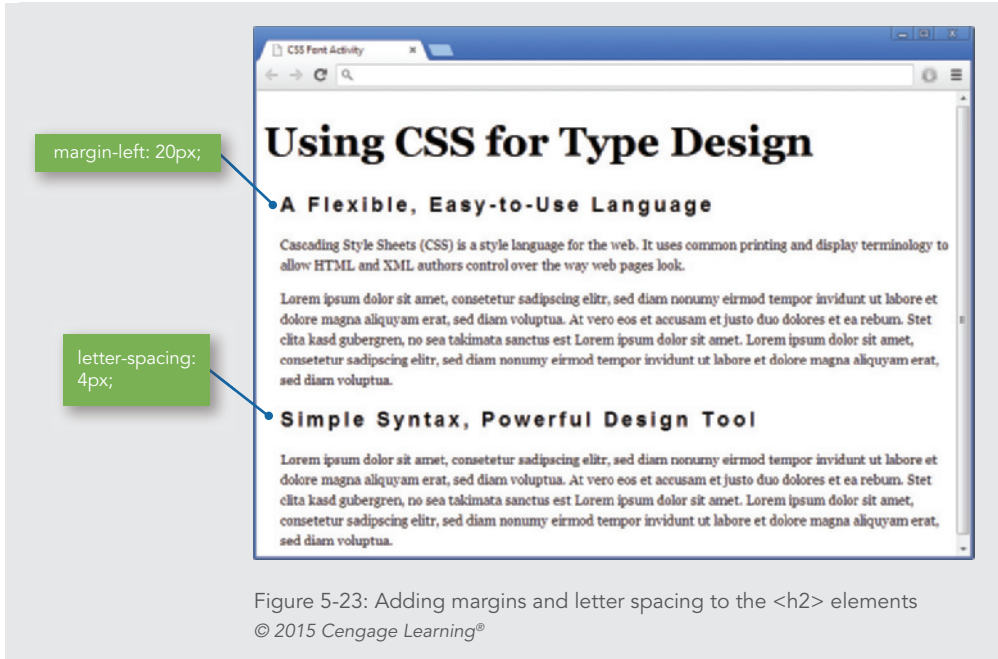 CSS Font Activity
Using CSS for Type Design
margin-left: 20px;
A Flexible, Easy-to-Use Language
Cascading Style Sheets (CSS) is a style language for the web. It uses common printing and display terminology to
allow HTML and XML authors control over the way web pages look.
Lorem ipsum dolor sit amet, consetetur sadipscing elitr, sed diam nonumy eirmod tempor invidunt ut labore et
dolore magna aliquyam erat, sed diam voluptua. At vero eos et accusam et justo duo dolores et ea rebum. Stet
clita kasd gubergren, no sea takimata sanctus est Lorem ipsum dolor sit amet. Lorem ipsum dolor sit amet,
consetetur sadipscing elitr, sed diam nonumy eirmod tempor invidunt ut labore et dolore magna aliquyam erat,
sed diam voluptua.
letter-spacing:
4px;
Simple Syntax, Powerful Design Tool
Lorem ipsum dolor sit amet, consetetur sadipscing elitr, sed diam nonumy eirmod tempor invidunt ut labore et
dolore magna aliquyam erat, sed diam voluptua. At vero eos et accusam et justo duo dolores et ea rebum. Stet
clita kasd gubergren, no sea takimata sanctus est Lorem ipsum dolor sit amet. Lorem ipsum dolor sit amet,
consetetur sadipscing elitr, sed diam nonumy eirmod tempor invidunt ut labore et dolore magna aliquyam erat,
sed diam voluptua.
Figure 5-23: Adding margins and letter spacing to the <h2> elements
© 2015 Cengage Learning®